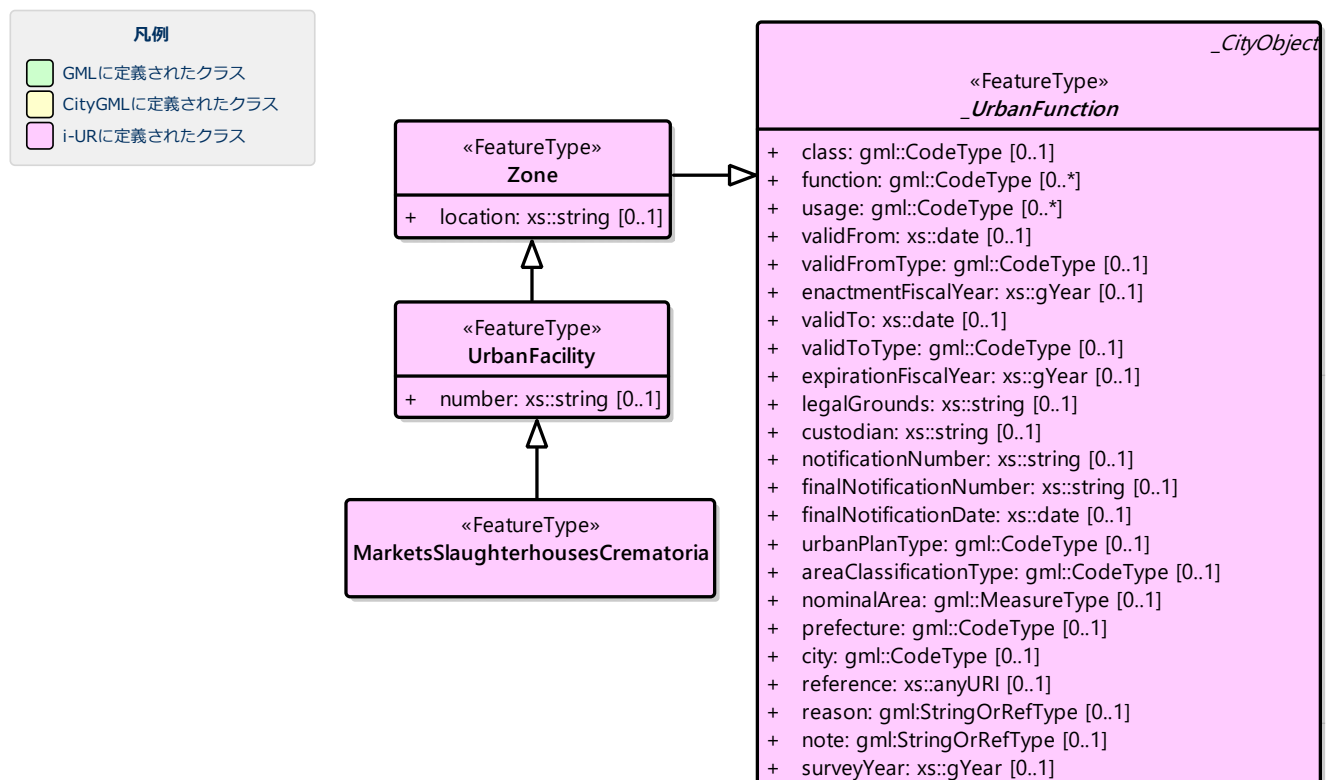 凡例
GMLに定義されたクラス
CityGMLに定義されたクラス
i-URに定義されたクラス
«FeatureType»
Zone
+ location: xs::string [0..1]
«FeatureType»
UrbanFacility
+ number: xs::string [0..1]
«FeatureType»
MarketsSlaughterhousesCrematoria
_CityObject
«FeatureType»
_UrbanFunction
+ class: gml::CodeType [0..1]
+ function: gml::CodeType [0..*]
+ usage: gml::CodeType [0..*]
+ validFrom: xs::date [0..1]
+ validFromType: gml::CodeType [0..1]
+ enactmentFiscalYear: xs::gYear [0..1]
+ validTo: xs::date [0..1]
+ validToType: gml::CodeType [0..1]
+ expirationFiscalYear: xs::gYear [0..1]
+ legalGrounds: xs::string [0..1]
+ custodian: xs::string [0..1]
+ notificationNumber: xs::string [0..1]
+ finalNotificationNumber: xs::string [0..1]
+ finalNotificationDate: xs::date [0..1]
+ urbanPlanType: gml::CodeType [0..1]
+ areaClassificationType: gml::CodeType [0..1]
+ nominalArea: gml::MeasureType [0..1]
+ prefecture: gml::CodeType [0..1]
+ city: gml::CodeType [0..1]
+ reference: xs::anyURI [0..1]
+ reason: gml:StringOrRefType [0..1]
+ note: gml:StringOrRefType [0..1]
+ surveyYear: xs::gYear [0..1]